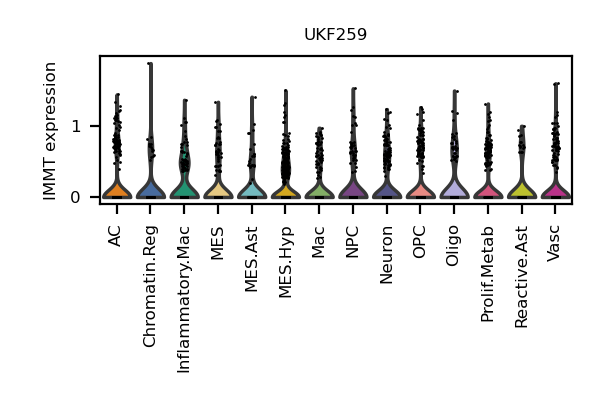 UKF259
IMMT expression
1
0
AC
Chromatin.Reg
Inflammatory.Mac
MES
MES.Ast
MES.Hyp
Mac
NPC
Neuron
OPC
Oligo
Prolif.Metab
Reactive.Ast
Vasc